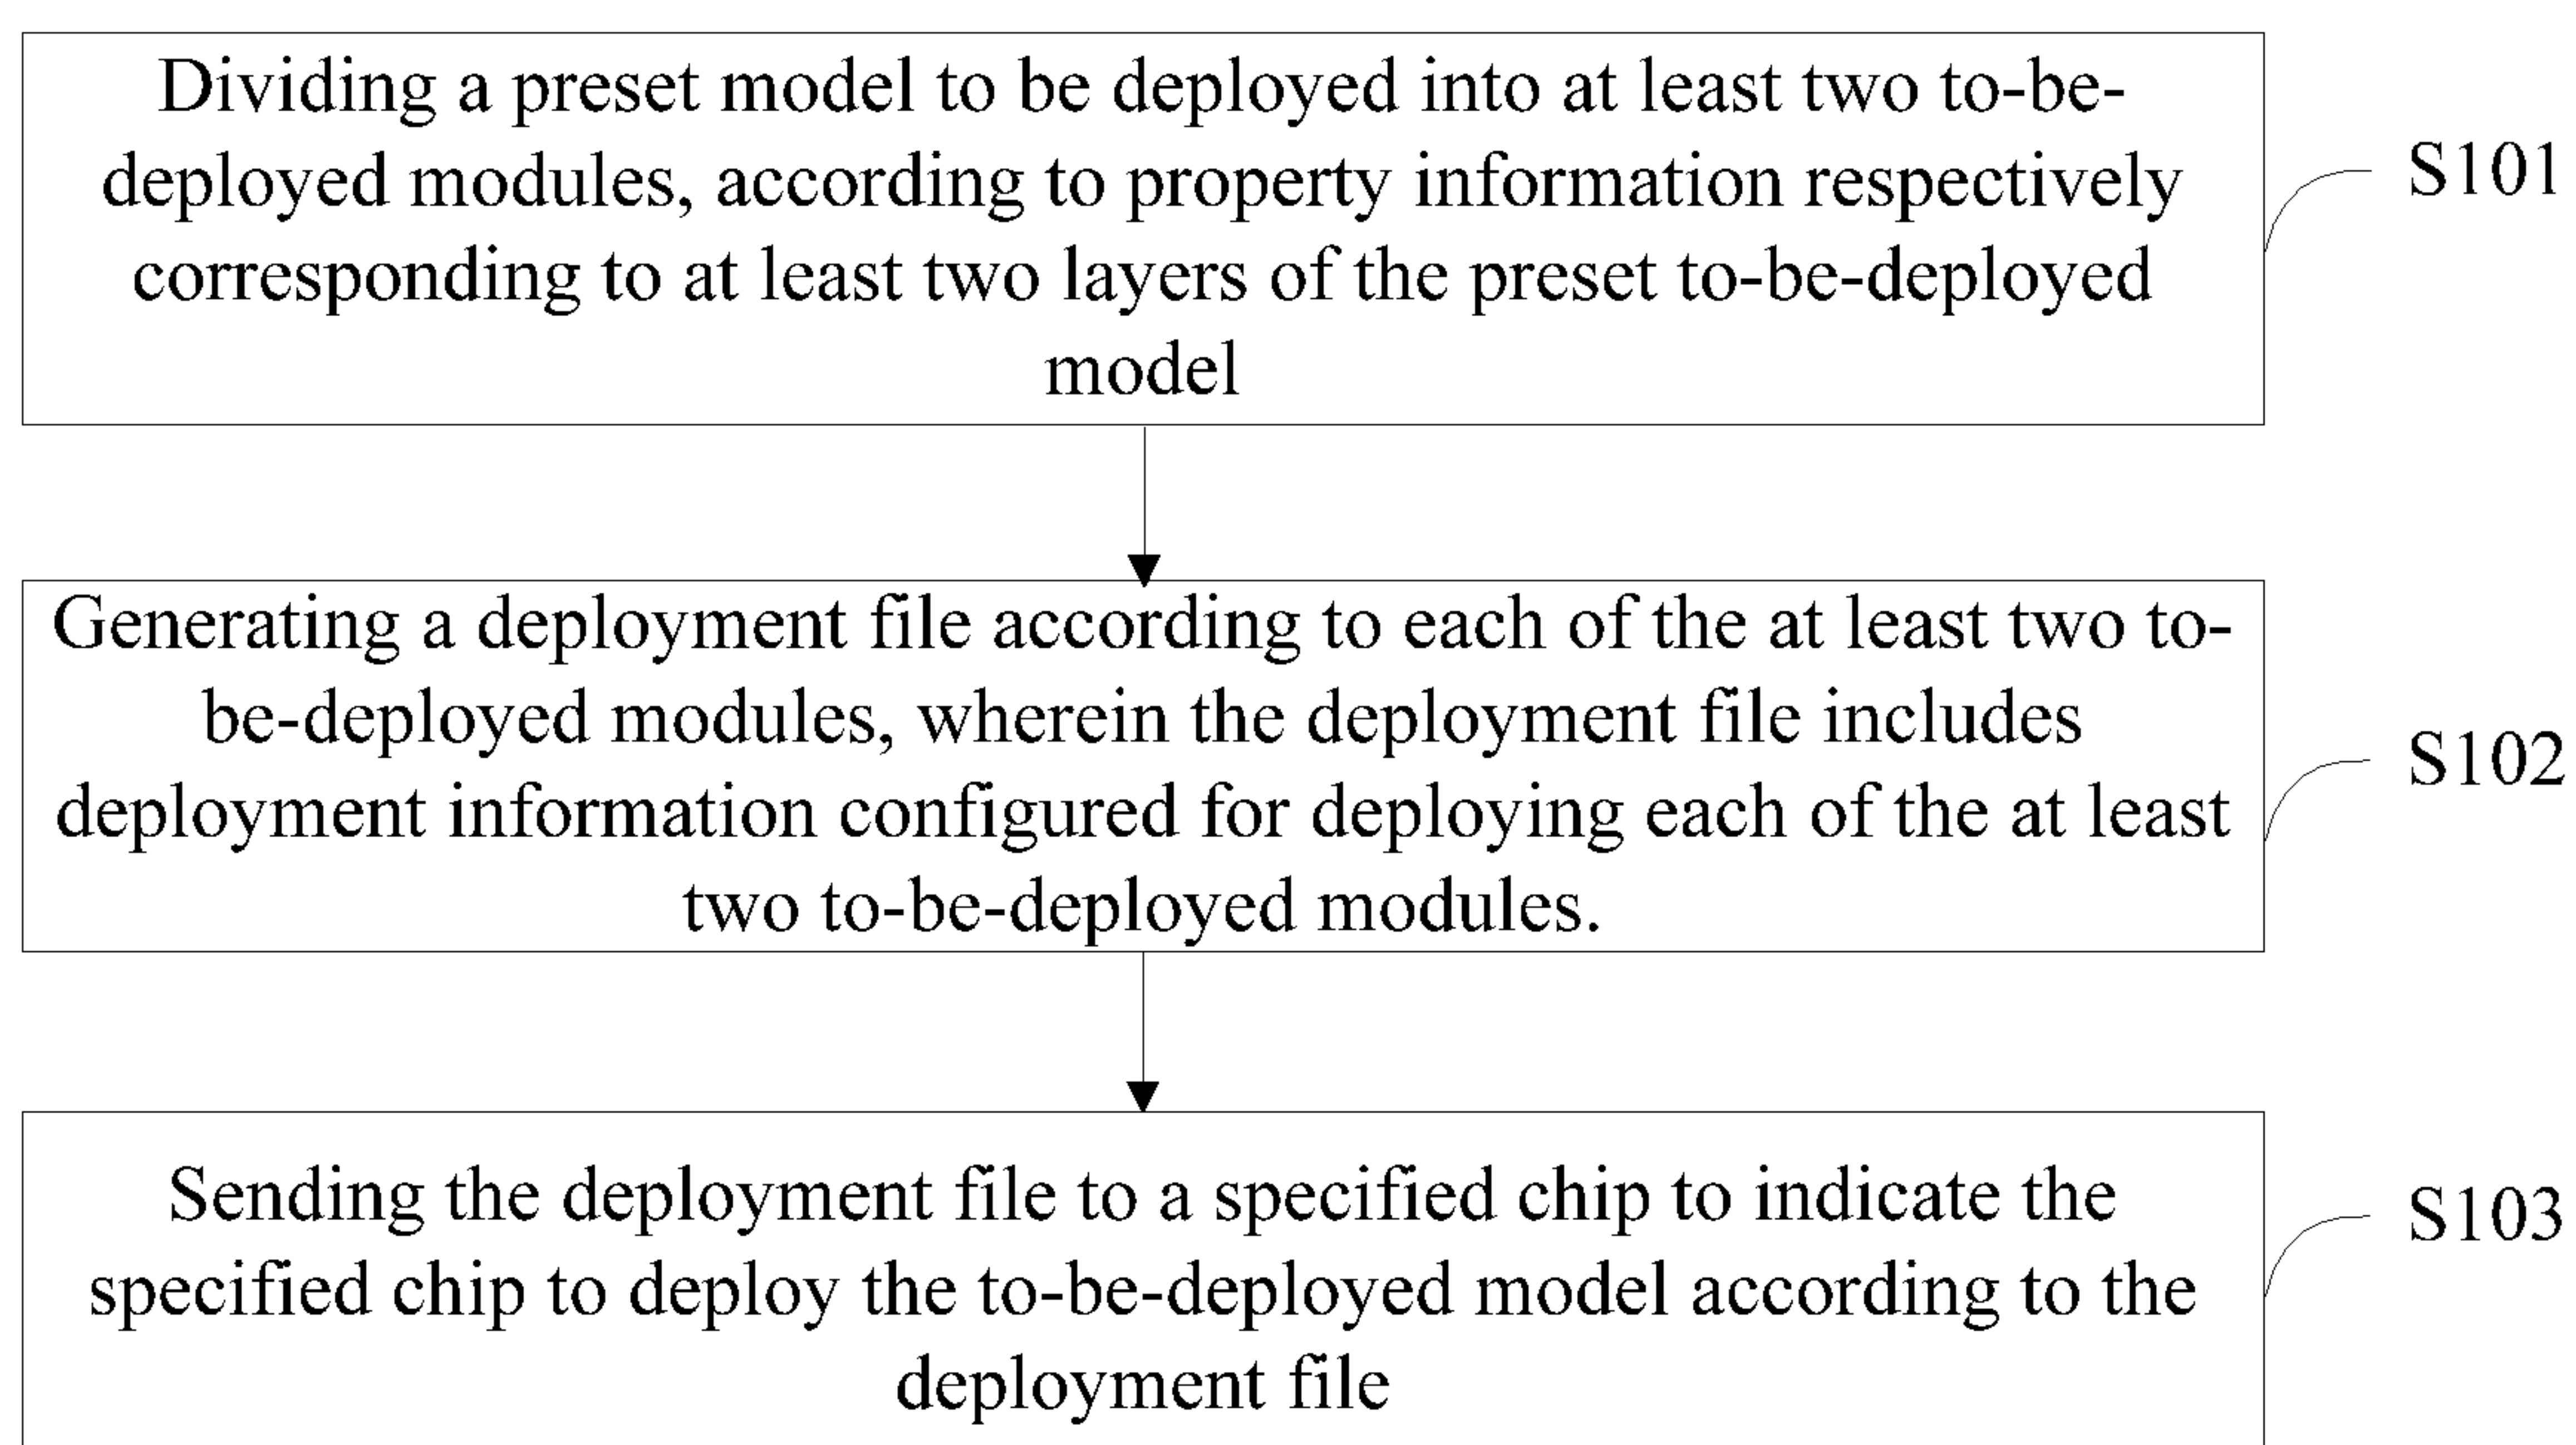 Dividing a preset model to be deployed into at least two to-be-
deployed modules, according to property information respectively
corresponding to at least two layers of the preset to-be-deployed
model
S101
Generating a deployment file according to each of the at least two to-
be-deployed modules, wherein the deployment file includes
deployment information configured for deploying each of the at least
two to-be-deployed modules.
S102
Sending the deployment file to a specified chip to indicate the
specified chip to deploy the to-be-deployed model according to the
deployment file
S103